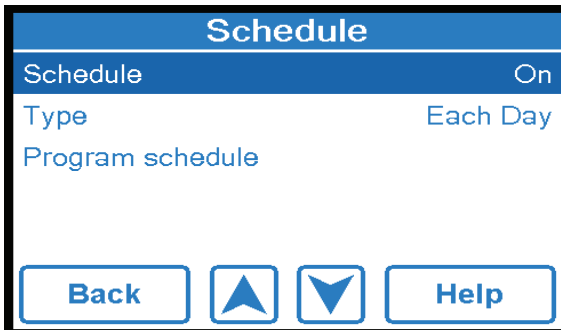 Schedule
Schedule On
Type Each Day
Program schedule
Back Help